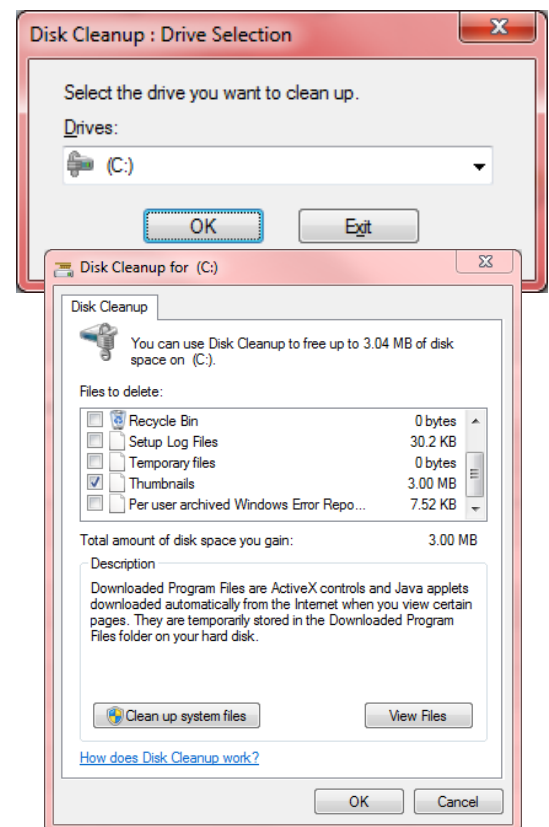 Disk Cleanup : Drive Selection
Select the drive you want to clean up.
Drives:
(C:)
OK Exit
Disk Cleanup for (C:)
Disk Cleanup
You can use Disk Cleanup to free up to 3.04 MB of disk
space on (C:).
Files to delete:
Recycle Bin 0 bytes
Setup Log Files 30.2 KB
Temporary files 0 bytes
Thumbnails 3.00 MB
Per user archived Windows Error Repo... 7.52 KB
Total amount of disk space you gain: 3.00 MB
Description
Downloaded Program Files are ActiveX controls and Java applets
downloaded automatically from the Internet when you view certain
pages. They are temporarily stored in the Downloaded Program
Files folder on your hard disk.
Clean up system files View Files
How does Disk Cleanup work?
OK Cancel